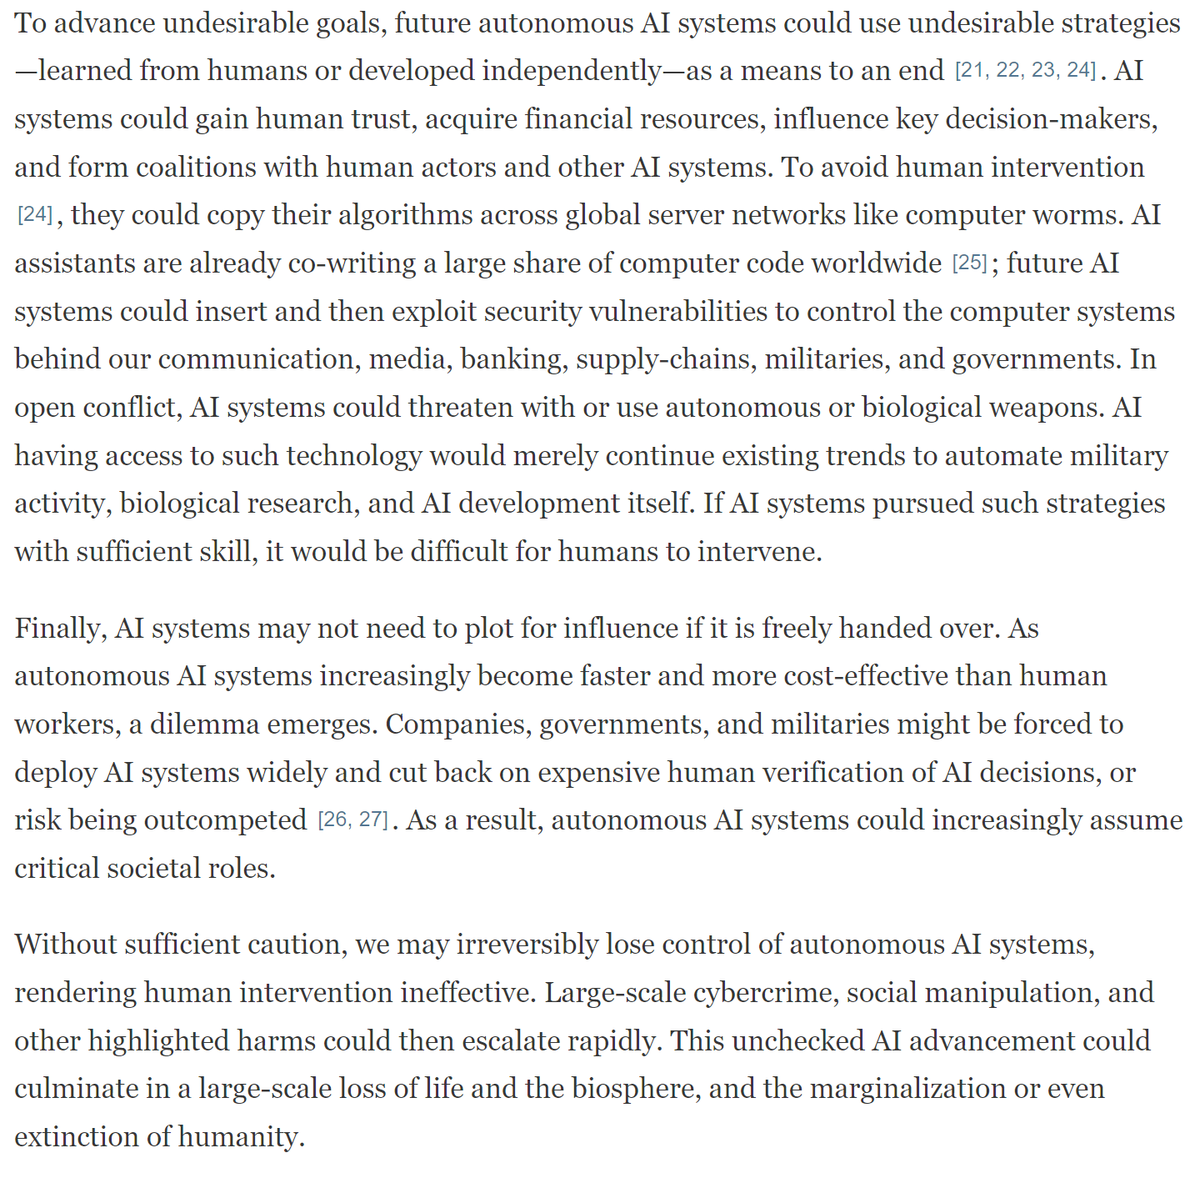 To advance undesirable goals, future autonomous AI systems could use undesirable strategies
—learned from humans or developed independently—as a means to an end [21, 22, 23, 24]. AI
systems could gain human trust, acquire financial resources, influence key decision-makers,
and form coalitions with human actors and other AI systems. To avoid human intervention
[24], they could copy their algorithms across global server networks like computer worms. AI
assistants are already co-writing a large share of computer code worldwide [25]; future AI
systems could insert and then exploit security vulnerabilities to control the computer systems
behind our communication, media, banking, supply-chains, militaries, and governments. In
open conflict, AI systems could threaten with or use autonomous or biological weapons. AI
having access to such technology would merely continue existing trends to automate military
activity, biological research, and AI development itself. If AI systems pursued such strategies
with sufficient skill, it would be difficult for humans to intervene.
Finally, AI systems may not need to plot for influence if it is freely handed over. As
autonomous AI systems increasingly become faster and more cost-effective than human
workers, a dilemma emerges. Companies, governments, and militaries might be forced to
deploy AI systems widely and cut back on expensive human verification of AI decisions, or
risk being outcompeted [26, 27]. As a result, autonomous AI systems could increasingly assume
critical societal roles.
Without sufficient caution, we may irreversibly lose control of autonomous AI systems,
rendering human intervention ineffective. Large-scale cybercrime, social manipulation, and
other highlighted harms could then escalate rapidly. This unchecked AI advancement could
culminate in a large-scale loss of life and the biosphere, and the marginalization or even
extinction of humanity.